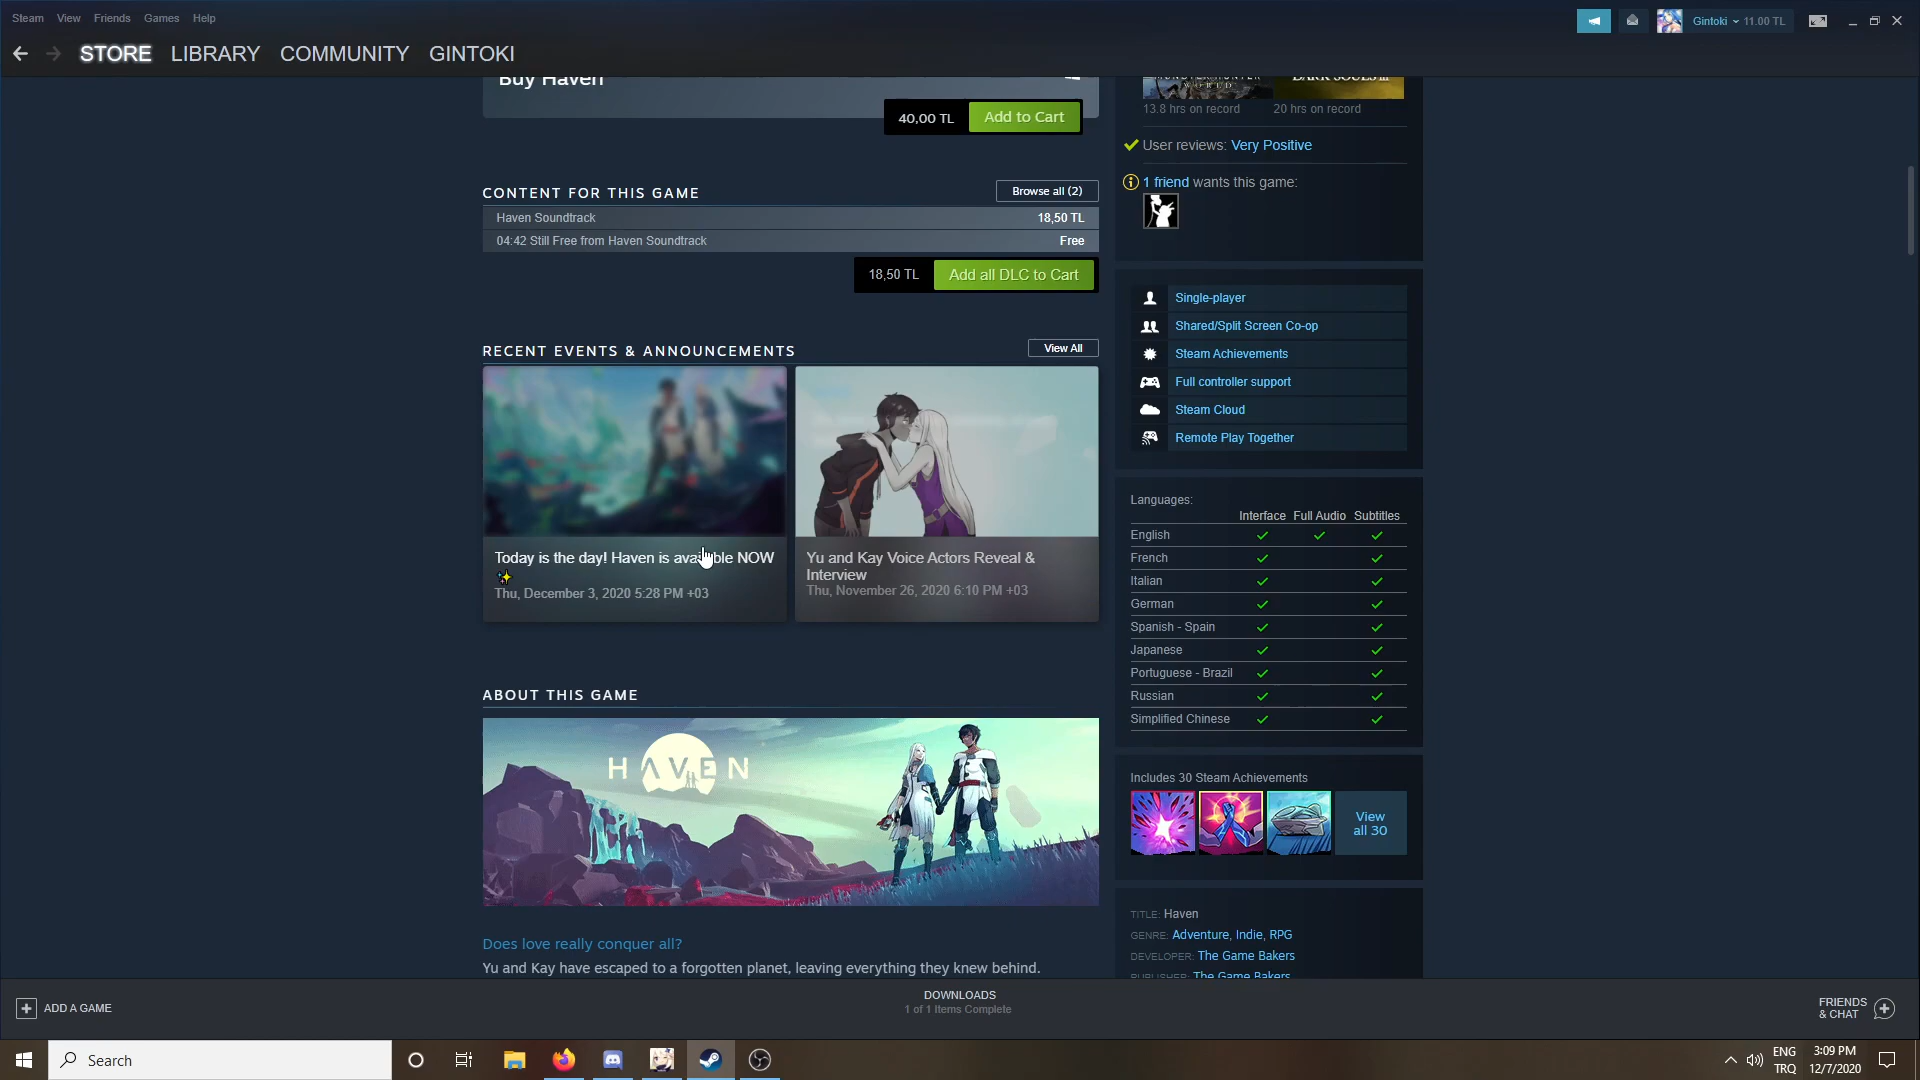 Steam View Friends Games Help
Gintoki 11.00 TL
STORE LIBRARY COMMUNITY GINTOKI
Buy Haven
40,00 TL Add to Cart
CONTENT FOR THIS GAME Browse all (2)
Haven Soundtrack 18,50 TL
04:42 Still Free from Haven Soundtrack Free
18,50 TL Add all DLC to Cart
RECENT EVENTS & ANNOUNCEMENTS View All
Today is the day! Haven is available NOW
Thu, December 3, 2020 5:28 PM +03
Yu and Kay Voice Actors Reveal &
Interview
Thu, November 26, 2020 6:10 PM +03
ABOUT THIS GAME
HAVEN
Does love really conquer all?
Yu and Kay have escaped to a forgotten planet, leaving everything they knew behind.
MONSTER HUNTER
WORLD
DARK SOULS III
13.8 hrs on record 20 hrs on record
User reviews: Very Positive
1 friend wants this game:
Single-player
Shared/Split Screen Co-op
Steam Achievements
Full controller support
Steam Cloud
Remote Play Together
Languages:
Interface Full Audio Subtitles
English
French
Italian
German
Spanish - Spain
Japanese
Portuguese - Brazil
Russian
Simplified Chinese
Includes 30 Steam Achievements
View
all 30
TITLE: Haven
GENRE: Adventure, Indie, RPG
DEVELOPER: The Game Bakers
PUBLISHER: The Game Bakers
ADD A GAME
DOWNLOADS
1 of 1 Items Complete
FRIENDS
& CHAT
Search
ENG
TRQ
3:09 PM
12/7/2020